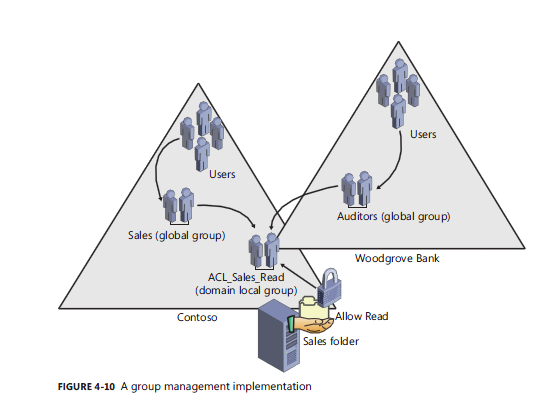 Users
Users
Sales (global group)
Auditors (global group)
Woodgrove Bank
ACL_Sales_Read
(domain local group)
Contoso
Allow Read
Sales folder
FIGURE 4-10 A group management implementation